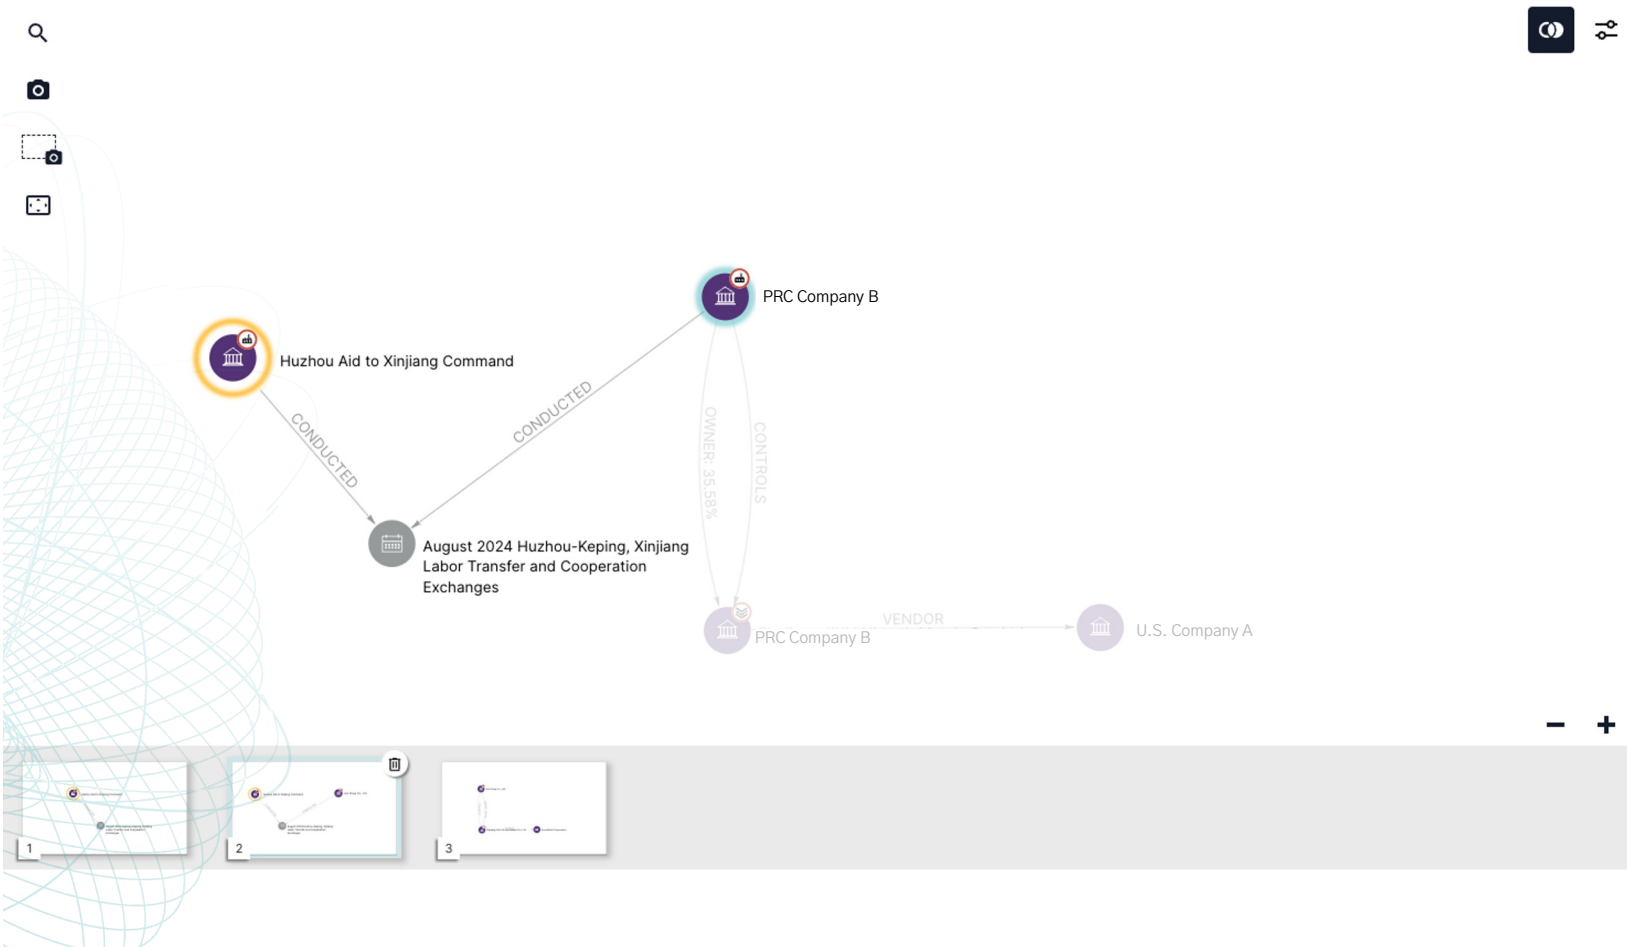 PRC Company B
Huzhou Aid to Xinjiang Command
CONDUCTED
CONDUCTED
OWNER: 35.58%
CONTROLS
August 2024 Huzhou-Keping, Xinjiang
Labor Transfer and Cooperation
Exchanges
VENDOR
PRC Company B
U.S. Company A
1
2
3